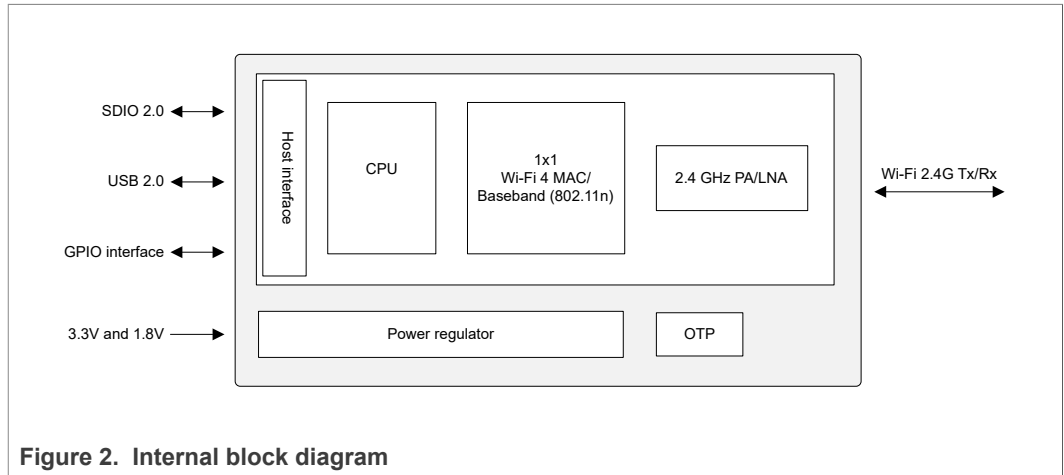 SDIO 2.0
USB 2.0
GPIO interface
3.3V and 1.8V
Host interface
CPU
1x1
Wi-Fi 4 MAC/
Baseband (802.11n)
2.4 GHz PA/LNA
Wi-Fi 2.4G Tx/Rx
Power regulator
OTP
Figure 2. Internal block diagram